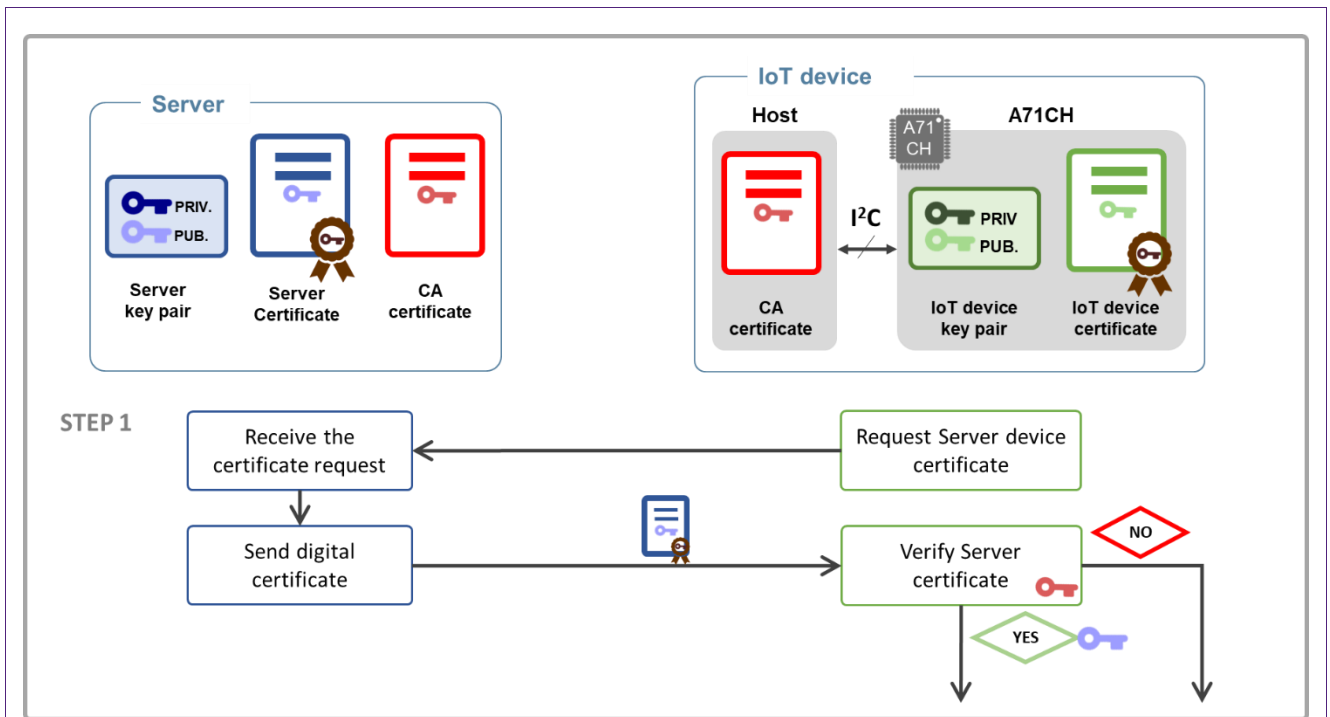 Server
PRIV.
PUB.
Server
key pair
Server
Certificate
CA
certificate
IoT device
Host
CA
certificate
I²C
A71
CH
A71CH
PRIV
PUB.
IoT device
key pair
IoT device
certificate
STEP 1
Receive the
certificate request
Request Server device
certificate
Send digital
certificate
Verify Server
certificate
NO
YES